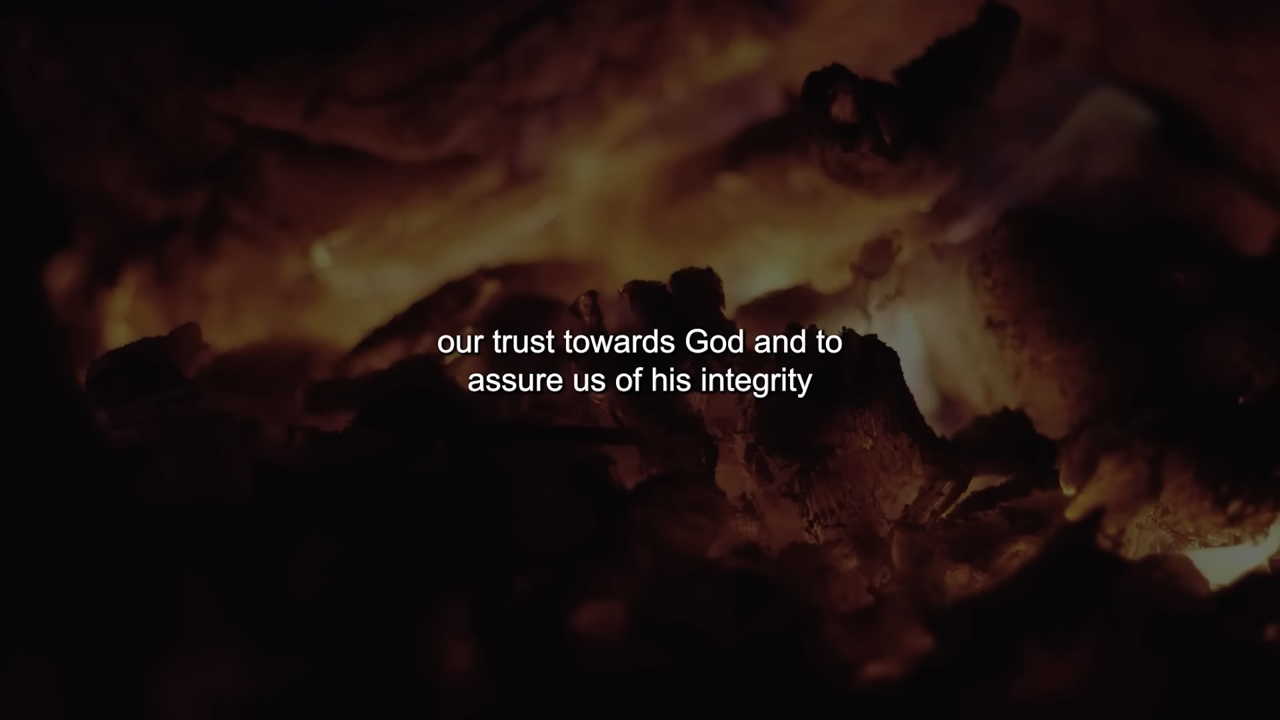 our trust towards God and to
assure us of his integrity